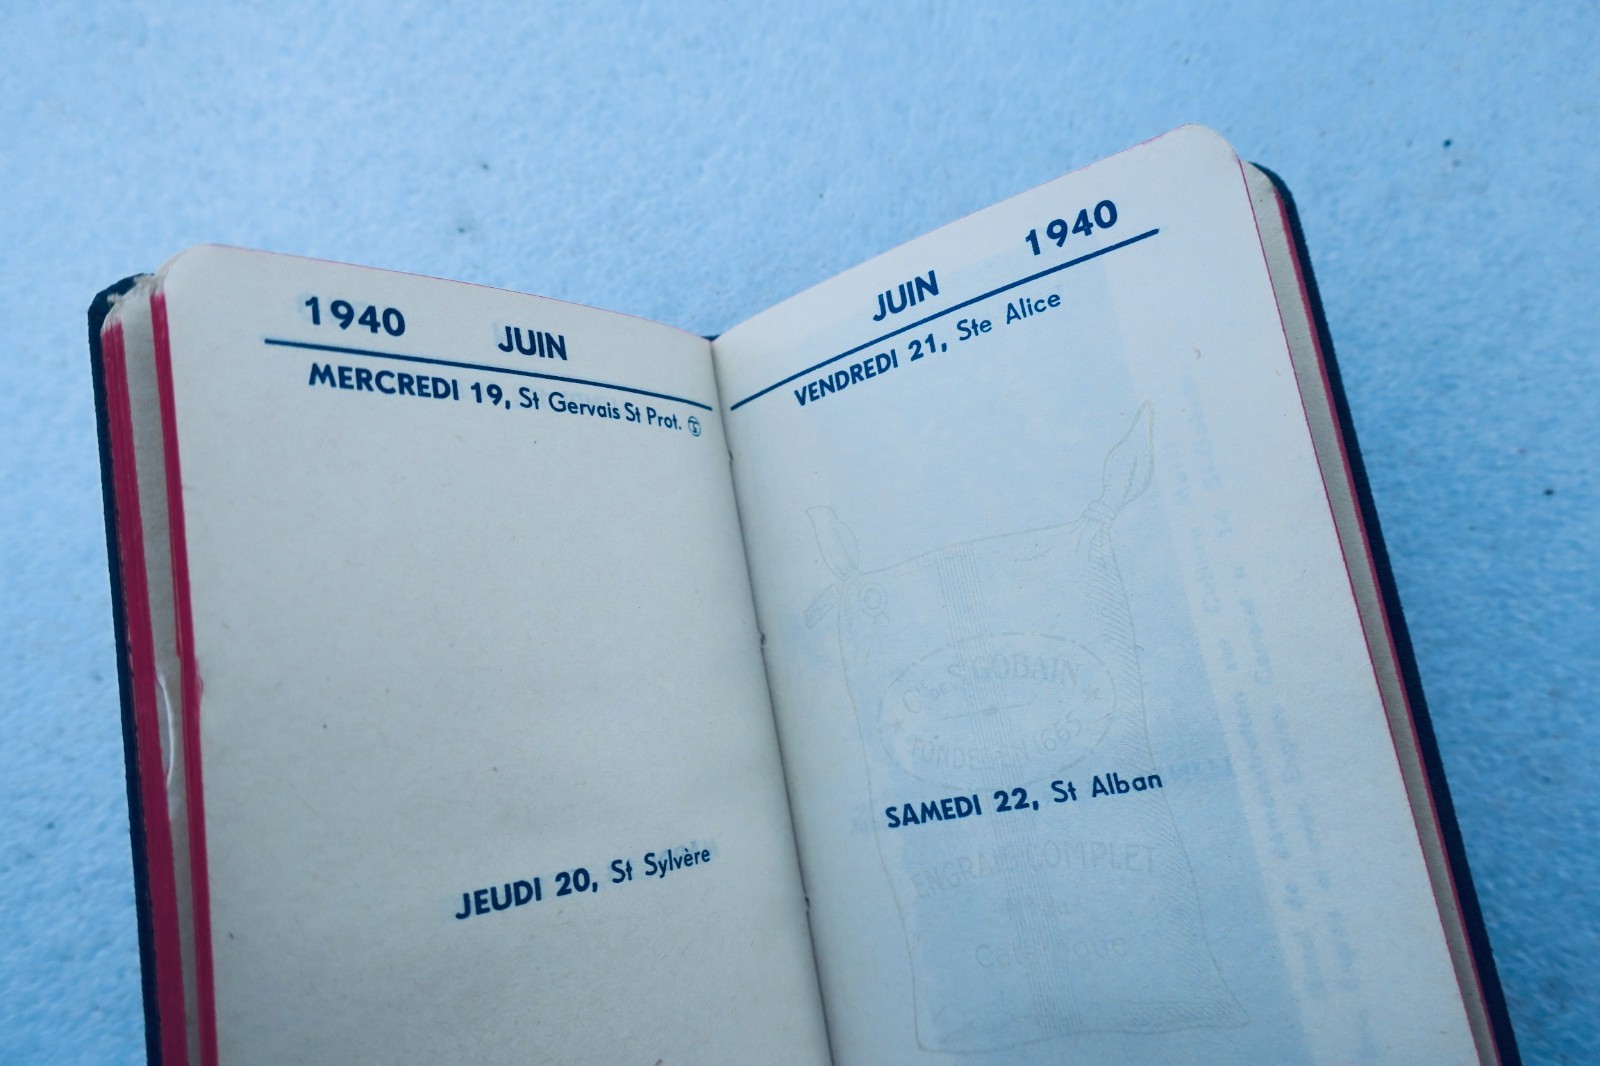 1940 JUIN
MERCREDI 19, St Gervais St Prot.
JEUDI 20, St Sylvère
JUIN 1940
VENDREDI 21, Ste Alice
Cie DE St GOBAIN
FONDÉE EN 1665
SAMEDI 22, St Alban
ENGRAIS COMPLET